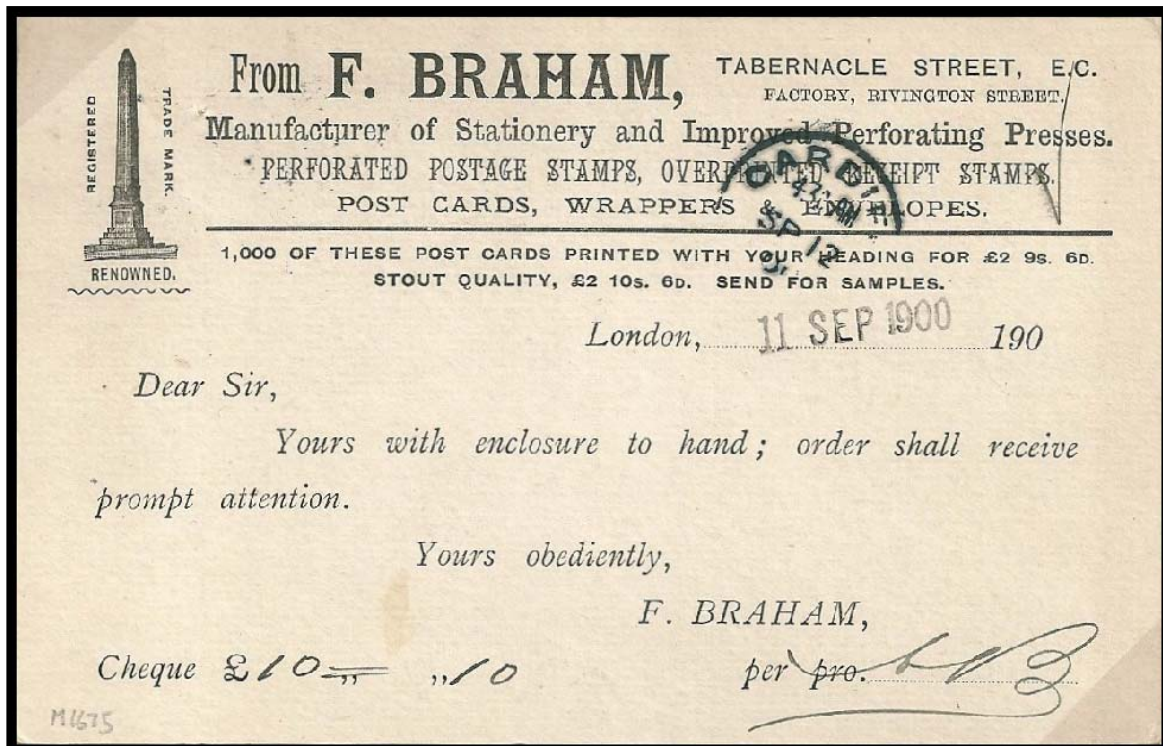 From F. BRAHAM,
TABERNACLE STREET, E.C.
FACTORY, RIVINGTON STREET.
Manufacturer of Stationery and Improved Perforating Presses.
PERFORATED POSTAGE STAMPS, OVERPRINTED RECEIPT STAMPS.
POST CARDS, WRAPPERS & ENVELOPES.
REGISTERED
TRADE MARK.
RENOWNED.
1,000 OF THESE POST CARDS PRINTED WITH YOUR HEADING FOR £2 9s. 6D.
STOUT QUALITY, £2 10s. 6D. SEND FOR SAMPLES.
CARDIFF
SP 12
London, 11 SEP 1900 190
Dear Sir,
Yours with enclosure to hand; order shall receive
prompt attention.
Yours obediently,
F. BRAHAM,
Cheque £10 = ,, ,,10
per pro.
M1675